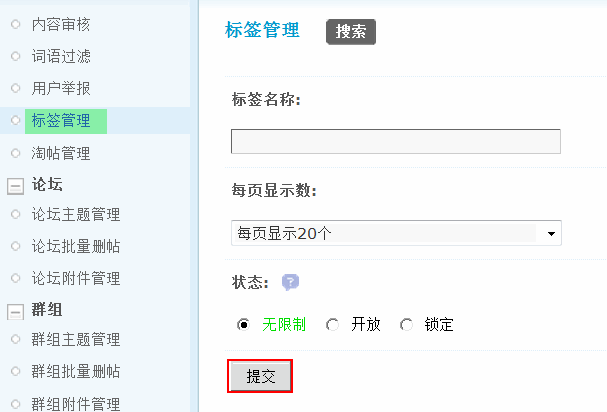 内容审核
词语过滤
用户举报
标签管理
淘帖管理
论坛
论坛主题管理
论坛批量删帖
论坛附件管理
群组
群组主题管理
群组批量删帖
群组附件管理
标签管理 搜索
标签名称:
每页显示数:
每页显示20个
状态: ?
无限制 开放 锁定
提交